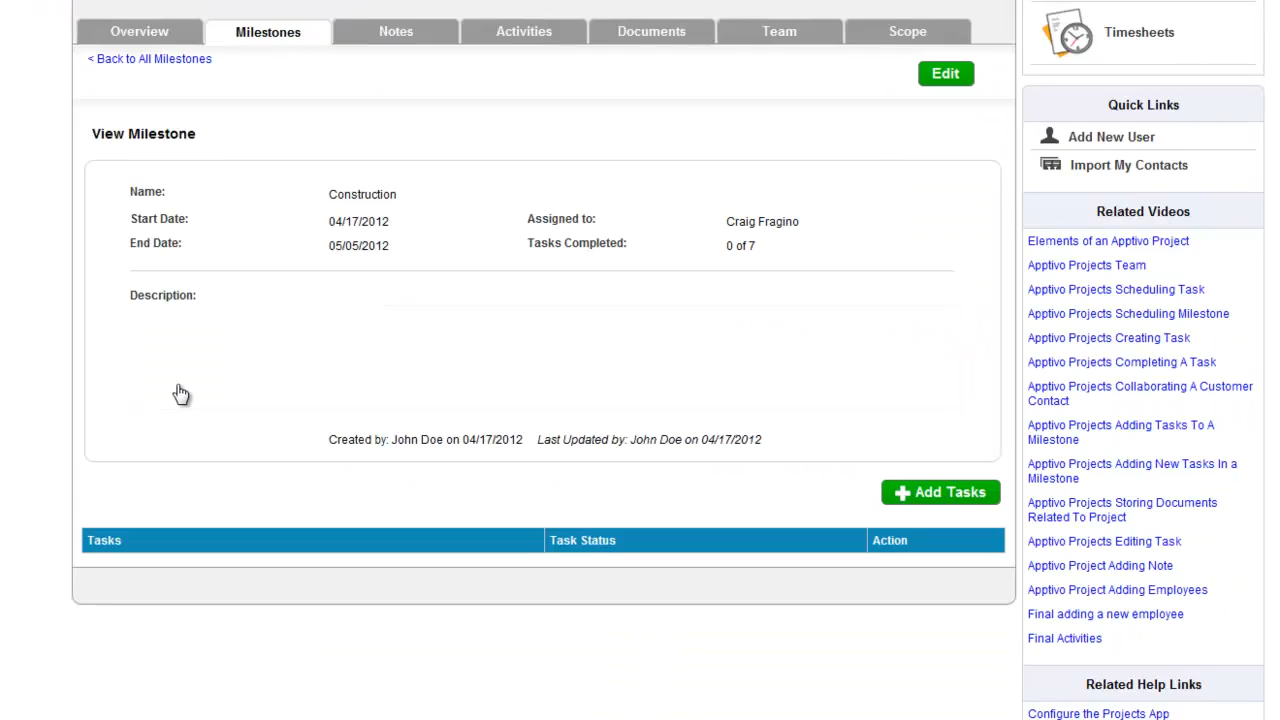 Overview Milestones Notes Activities Documents Team Scope
< Back to All Milestones
Edit
View Milestone
Name: Construction
Start Date: 04/17/2012 Assigned to: Craig Fragino
End Date: 05/05/2012 Tasks Completed: 0 of 7
Description:
Created by: John Doe on 04/17/2012 Last Updated by: John Doe on 04/17/2012
Add Tasks
Tasks Task Status Action
Timesheets
Quick Links
Add New User
Import My Contacts
Related Videos
Elements of an Apptivo Project
Apptivo Projects Team
Apptivo Projects Scheduling Task
Apptivo Projects Scheduling Milestone
Apptivo Projects Creating Task
Apptivo Projects Completing A Task
Apptivo Projects Collaborating A Customer
Contact
Apptivo Projects Adding Tasks To A
Milestone
Apptivo Projects Adding New Tasks In a
Milestone
Apptivo Projects Storing Documents
Related To Project
Apptivo Projects Editing Task
Apptivo Project Adding Note
Apptivo Project Adding Employees
Final adding a new employee
Final Activities
Related Help Links
Configure the Projects App